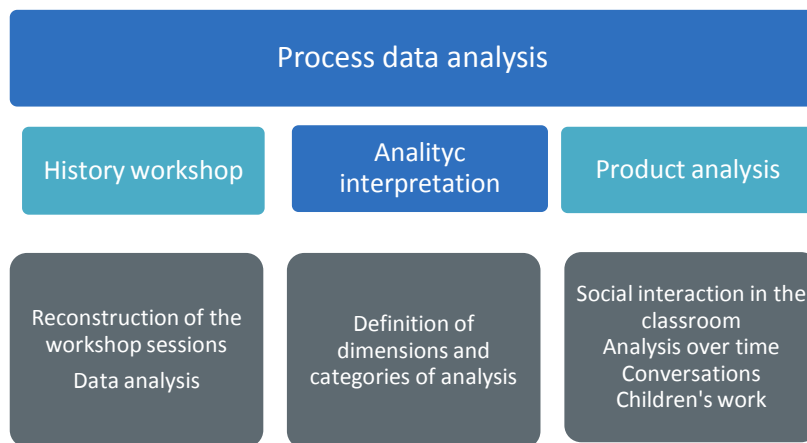 Process data analysis
History workshop
Analityc
interpretation
Product analysis
Reconstruction of the
workshop sessions
Data analysis
Definition of
dimensions and
categories of analysis
Social interaction in the
classroom
Analysis over time
Conversations
Children's work